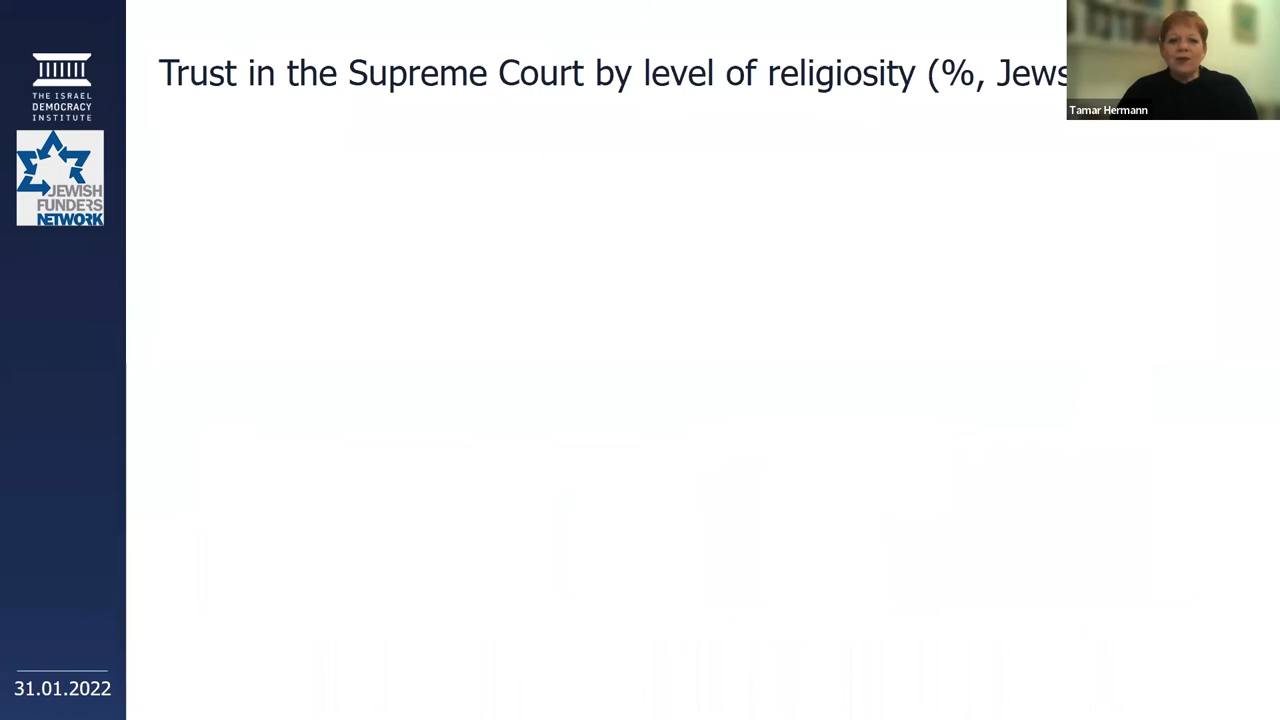 THE ISRAEL
DEMOCRACY
INSTITUTE
JEWISH
FUNDERS
NETWORK
Trust in the Supreme Court by level of religiosity (%, Jews
Tamar Hermann
31.01.2022